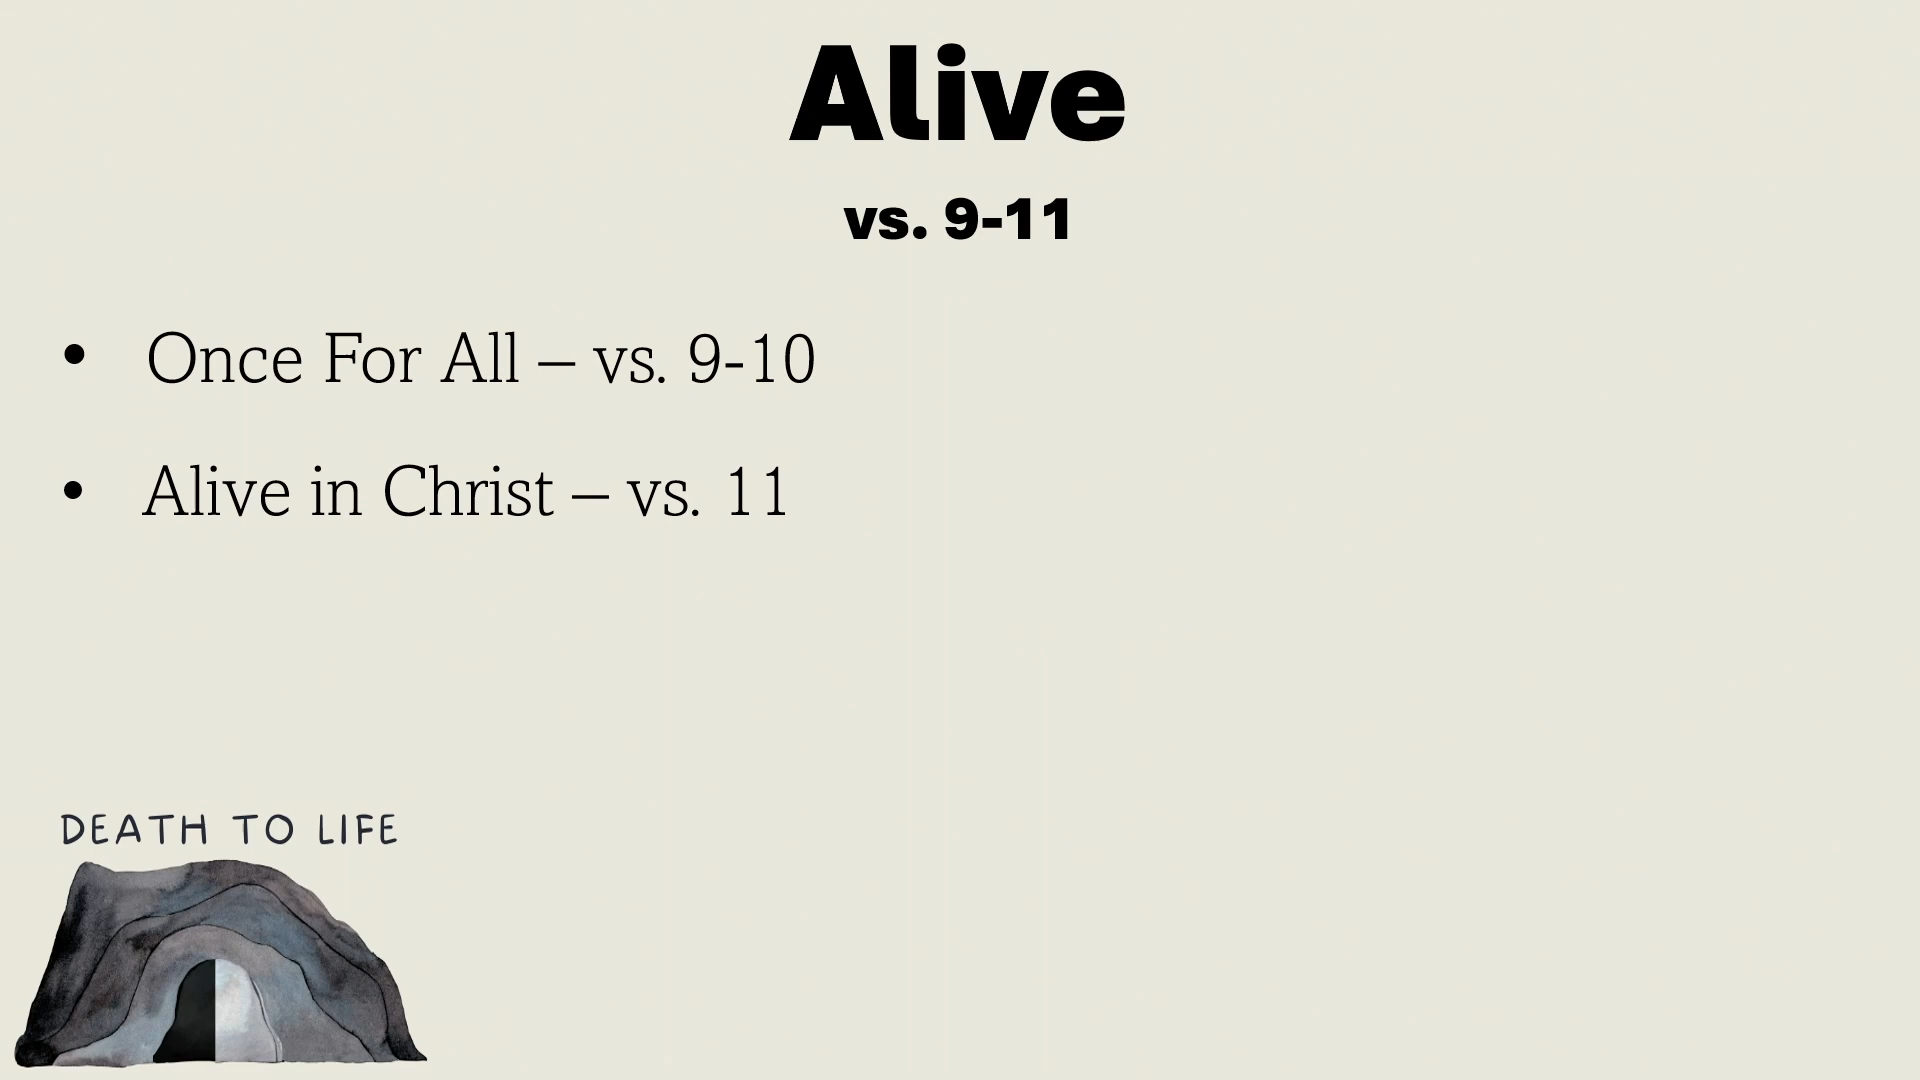 Alive
vs. 9-11
• Once For All – vs. 9-10
• Alive in Christ – vs. 11
DEATH TO LIFE